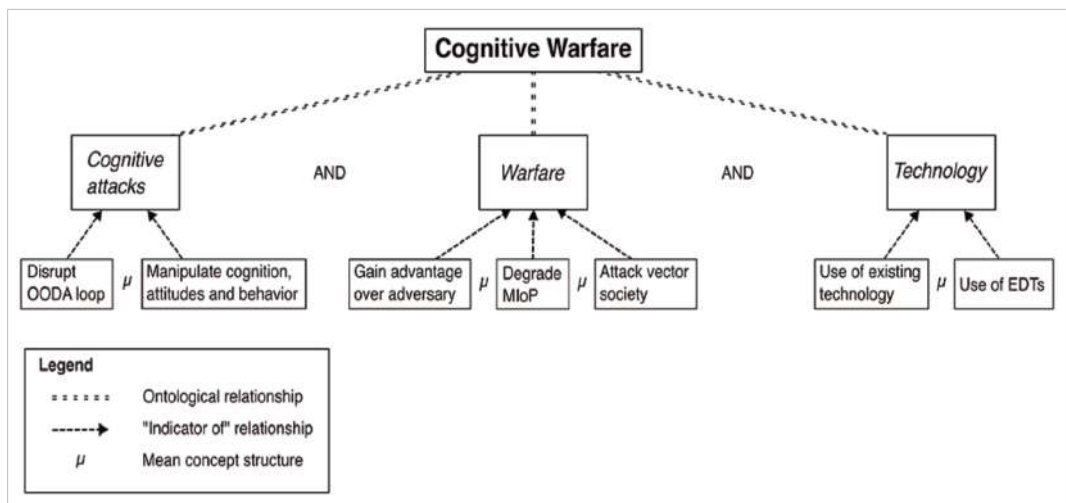 Cognitive Warfare
Cognitive
attacks
AND
Warfare
AND
Technology
Disrupt
OODA loop
μ
Manipulate cognition,
attitudes and behavior
Gain advantage
over adversary
μ
Degrade
MIoP
μ
Attack vector
society
Use of existing
technology
μ
Use of EDTs
Legend
Ontological relationship
"Indicator of" relationship
μ
Mean concept structure